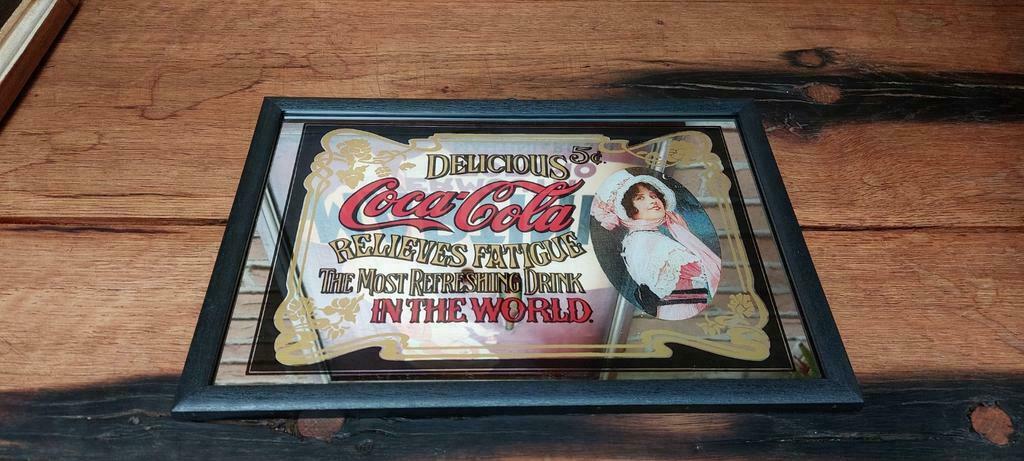 DELICIOUS 5¢.
Coca-Cola
RELIEVES FATIGUE
THE MOST REFRESHING DRINK
IN THE WORLD.